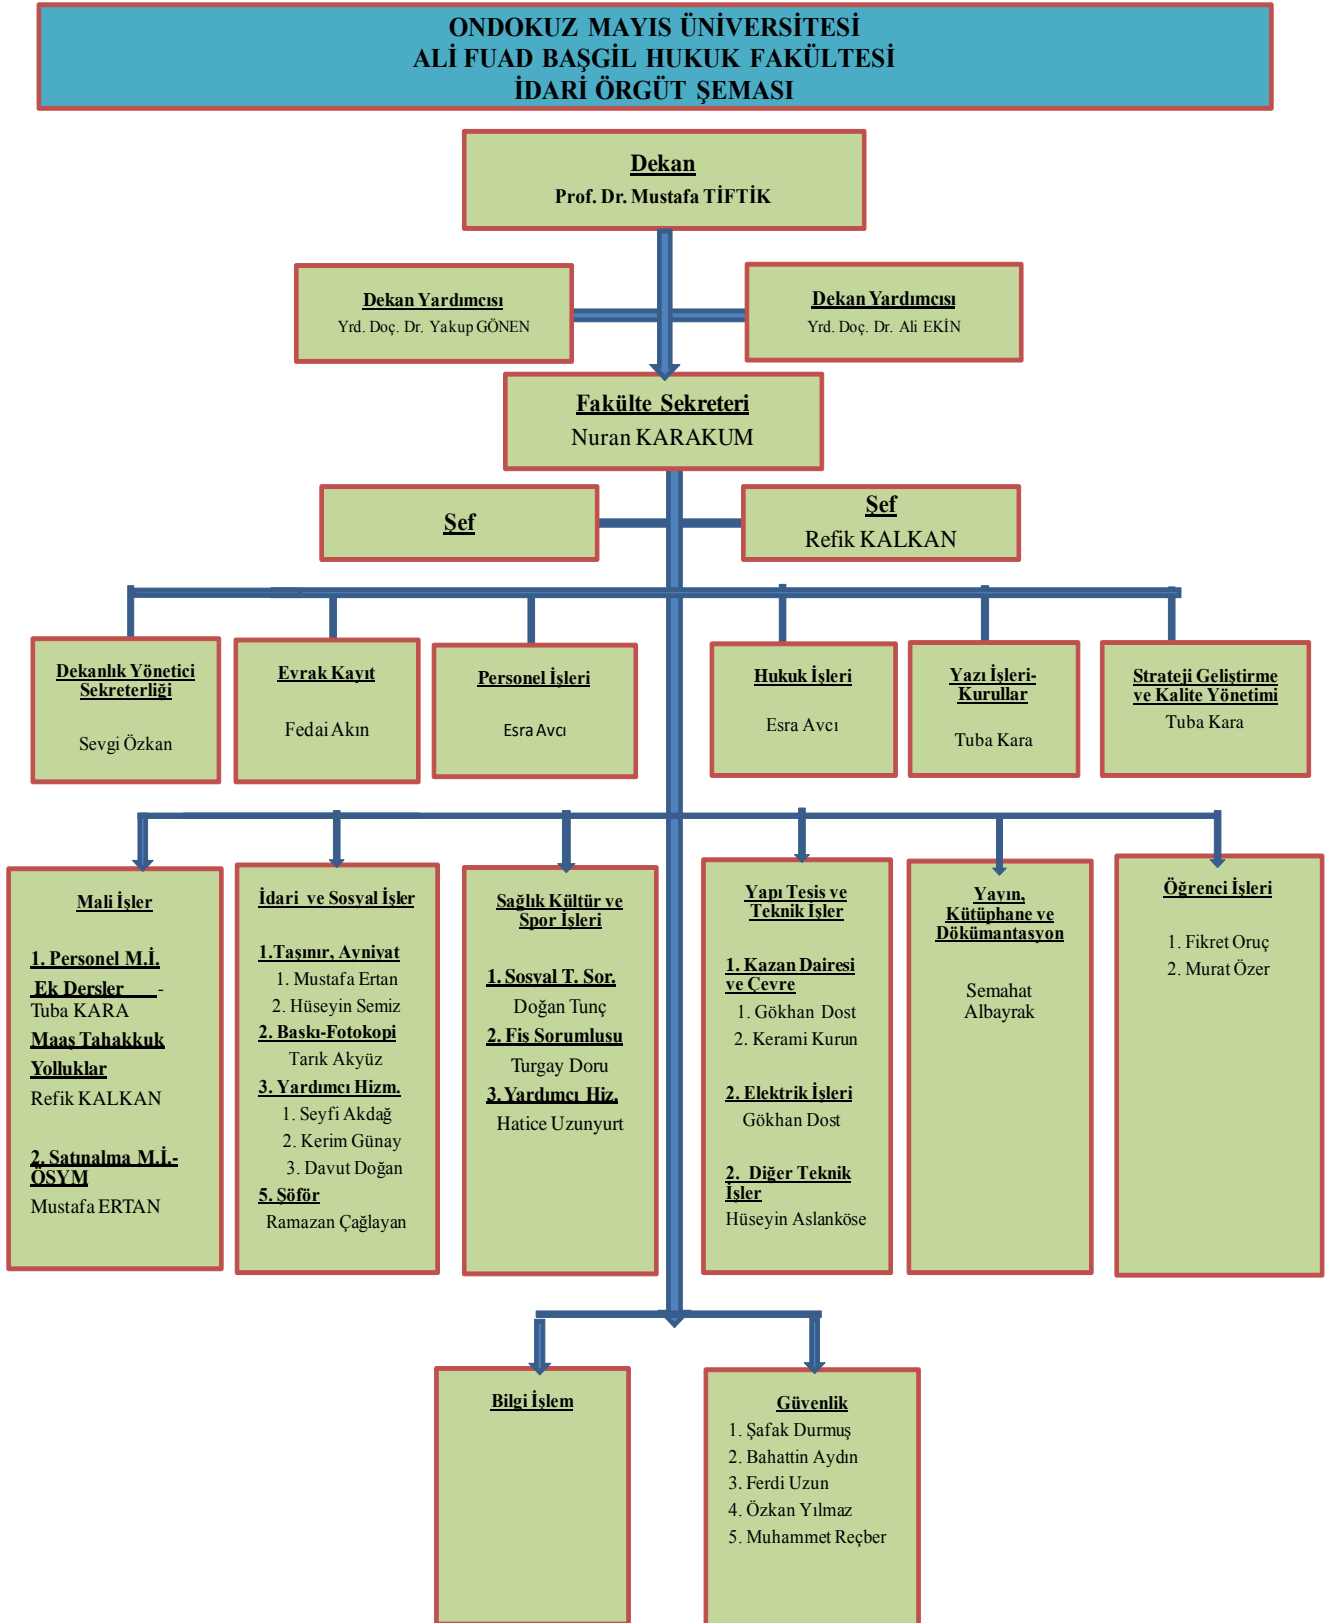 ONDOKUZ MAYIS ÜNİVERSİTESİ
ALİ FUAD BAŞGİL HUKUK FAKÜLTESİ
İDARİ ÖRGÜT ŞEMASI
Dekan
Prof. Dr. Mustafa TİFTİK
Dekan Yardımcısı
Yrd. Doç. Dr. Yakup GÖNEN
Dekan Yardımcısı
Yrd. Doç. Dr. Ali EKİN
Fakülte Sekreteri
Nuran KARAKUM
Şef
Şef
Refik KALKAN
Dekanlık Yönetici
Sekreterliği
Sevgi Özkan
Evrak Kayıt
Fedai Akın
Personel İşleri
Esra Avcı
Hukuk İşleri
Esra Avcı
Yazı İşleri-
Kurullar
Tuba Kara
Strateji Geliştirme
ve Kalite Yönetimi
Tuba Kara
Mali İşler
1. Personel M.İ.
Ek Dersler -
Tuba KARA
Maaş Tahakkuk
Yolluklar
Refik KALKAN
2. Satınalma M.İ.-
ÖSYM
Mustafa ERTAN
İdari ve Sosyal İşler
1.Taşınır, Ayniyat
1. Mustafa Ertan
2. Hüseyin Semiz
2. Baskı-Fotokopi
Tarık Akyüz
3. Yardımcı Hizm.
1. Seyfi Akdağ
2. Kerim Günay
3. Davut Doğan
5. Şöför
Ramazan Çağlayan
Sağlık Kültür ve
Spor İşleri
1. Sosyal T. Sor.
Doğan Tunç
2. Fiş Sorumlusu
Turgay Doru
3. Yardımcı Hiz.
Hatice Uzunyurt
Yapı Tesis ve
Teknik İşler
1. Kazan Dairesi
ve Çevre
1. Gökhan Dost
2. Kerami Kurun
2. Elektrik İşleri
Gökhan Dost
2. Diğer Teknik
İşler
Hüseyin Aslanköse
Yayın,
Kütüphane ve
Dökümantasyon
Semahat
Albayrak
Öğrenci İşleri
1. Fikret Oruç
2. Murat Özer
Bilgi İşlem
Güvenlik
1. Şafak Durmuş
2. Bahattin Aydın
3. Ferdi Uzun
4. Özkan Yılmaz
5. Muhammet Reçber